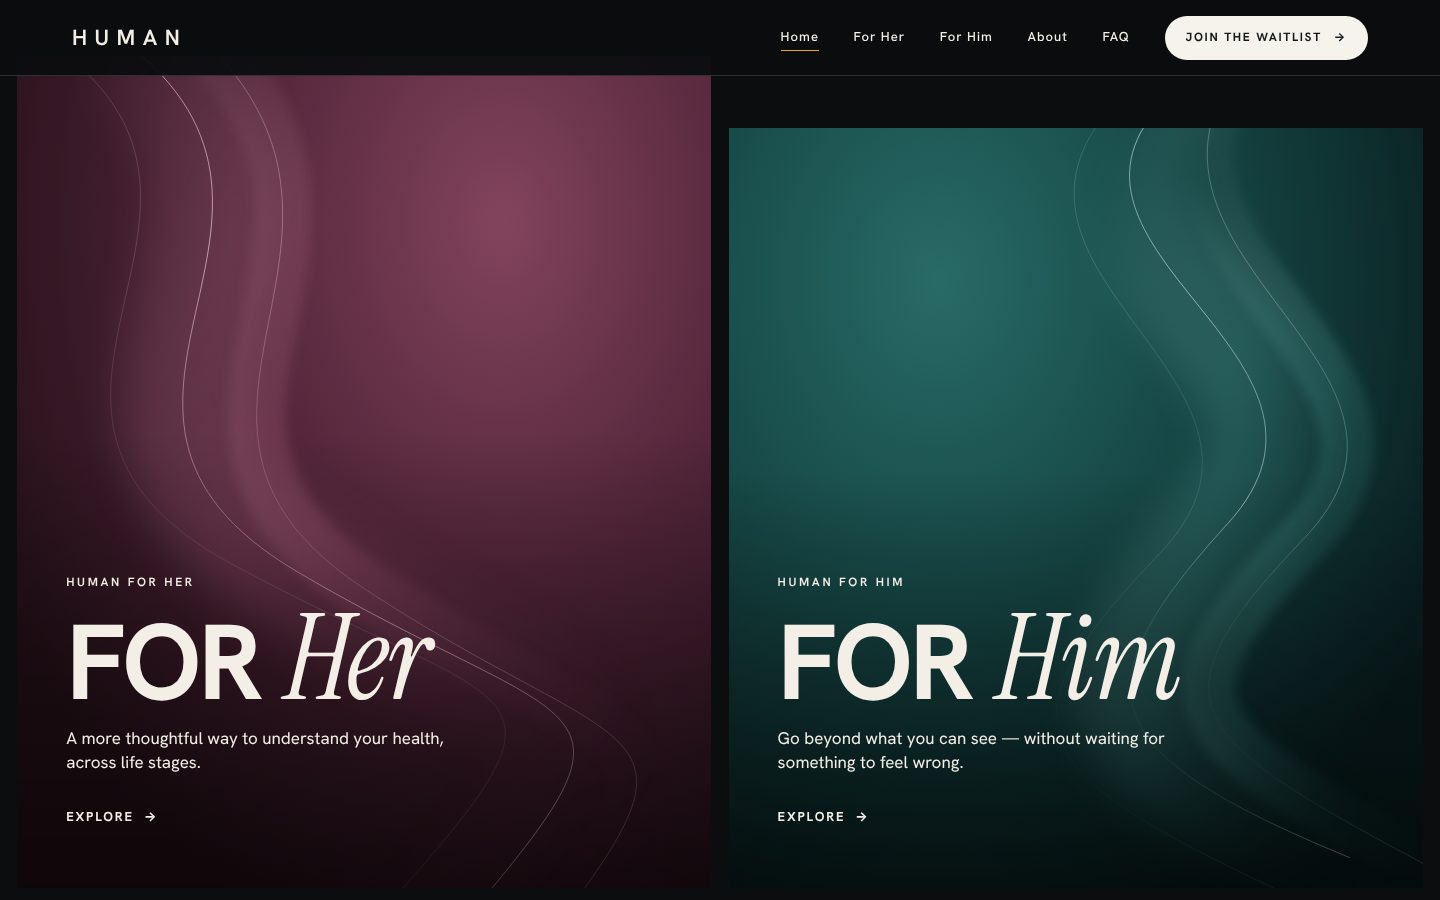 HUMAN
Home
For Her
For Him
About
FAQ
JOIN THE WAITLIST →
HUMAN FOR HER
FOR Her
A more thoughtful way to understand your health,
across life stages.
EXPLORE →
HUMAN FOR HIM
FOR Him
Go beyond what you can see — without waiting for
something to feel wrong.
EXPLORE →